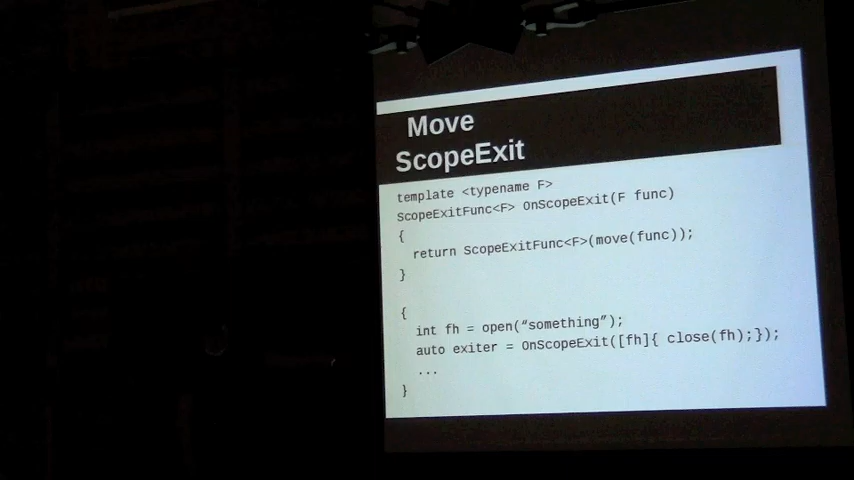 Move
ScopeExit
template <typename F>
ScopeExitFunc<F> OnScopeExit(F func)
{
return ScopeExitFunc<F>(move(func));
}
{
int fh = open(“something”);
auto exiter = OnScopeExit([fh]{ close(fh);});
...
}